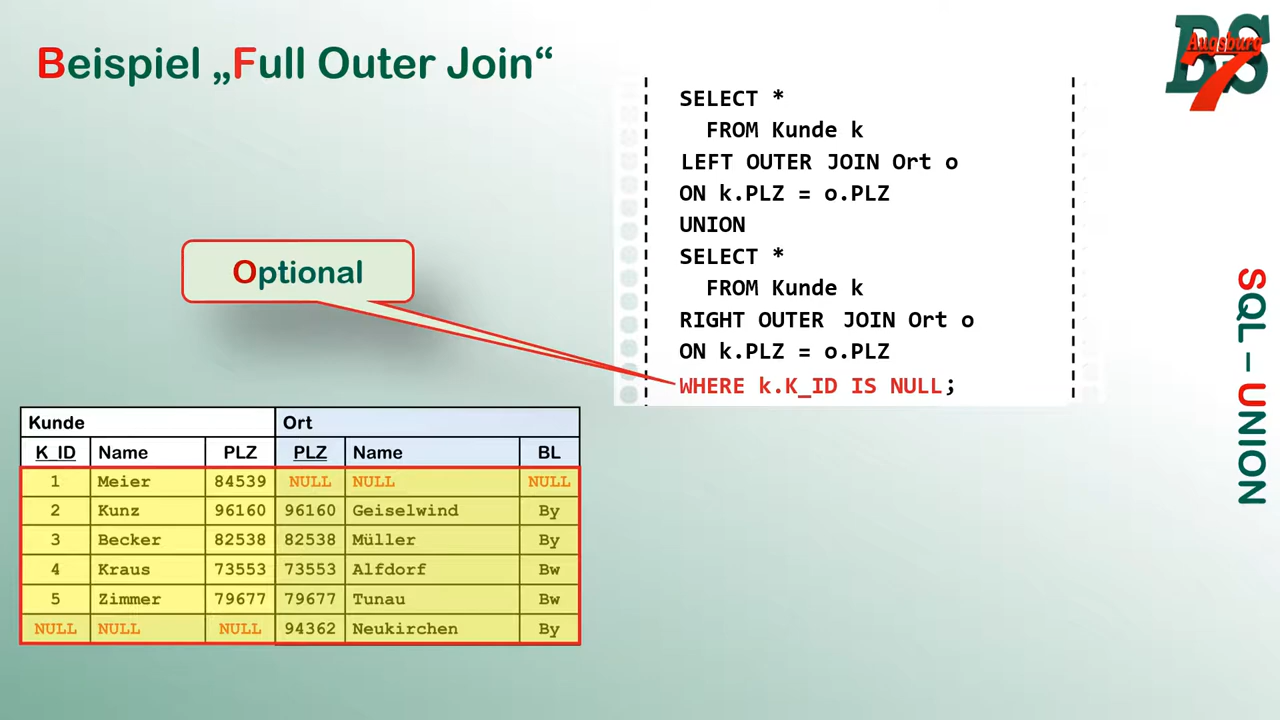 Beispiel „Full Outer Join“
BS Augsburg 7
SELECT *
FROM Kunde k
LEFT OUTER JOIN Ort o
ON k.PLZ = o.PLZ
UNION
SELECT *
FROM Kunde k
RIGHT OUTER JOIN Ort o
ON k.PLZ = o.PLZ
WHERE k.K_ID IS NULL;
Optional
SQL – UNION
Kunde Ort
K_ID Name PLZ PLZ Name BL
1 Meier 84539 NULL NULL NULL
2 Kunz 96160 96160 Geiselwind By
3 Becker 82538 82538 Müller By
4 Kraus 73553 73553 Alfdorf Bw
5 Zimmer 79677 79677 Tunau Bw
NULL NULL NULL 94362 Neukirchen By